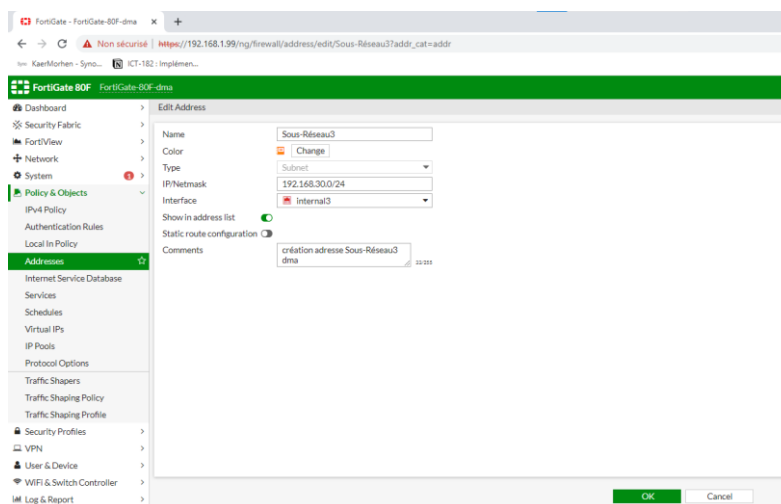 FortiGate - FortiGate-80F-dma
Non sécurisé | https://192.168.1.99/ng/firewall/address/edit/Sous-Réseau3?addr_cat=addr
KaerMorhen - Syno... ICT-182 : Implémen...
FortiGate 80F FortiGate-80F-dma
Dashboard
Security Fabric
FortiView
Network
System 1
Policy & Objects
IPv4 Policy
Authentication Rules
Local In Policy
Addresses
Internet Service Database
Services
Schedules
Virtual IPs
IP Pools
Protocol Options
Traffic Shapers
Traffic Shaping Policy
Traffic Shaping Profile
Security Profiles
VPN
User & Device
WiFi & Switch Controller
Log & Report
Edit Address
Name Sous-Réseau3
Color Change
Type Subnet
IP/Netmask 192.168.30.0/24
Interface internal3
Show in address list
Static route configuration
Comments création adresse Sous-Réseau3
dma
OK Cancel